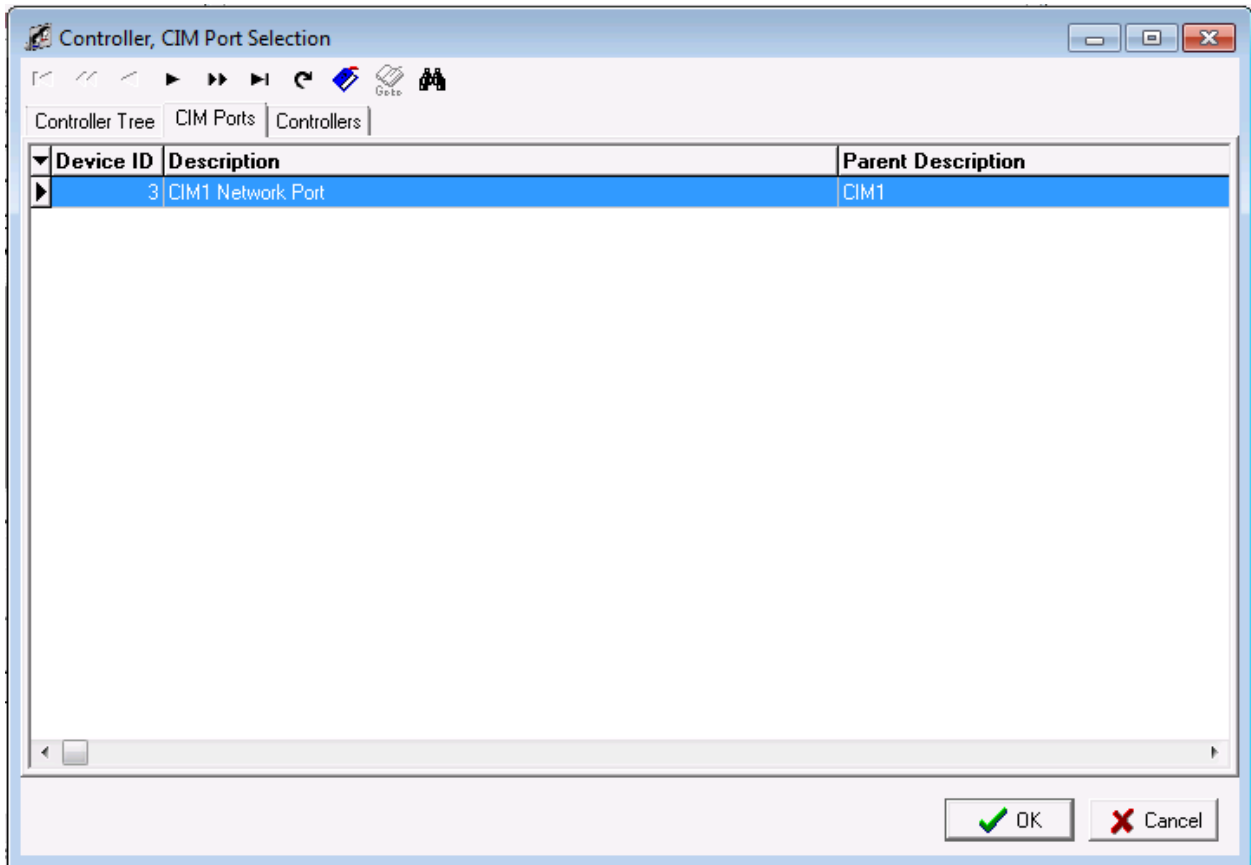 Controller, CIM Port Selection
Goto
Controller Tree CIM Ports Controllers
Device ID Description Parent Description
3 CIM1 Network Port CIM1
OK Cancel